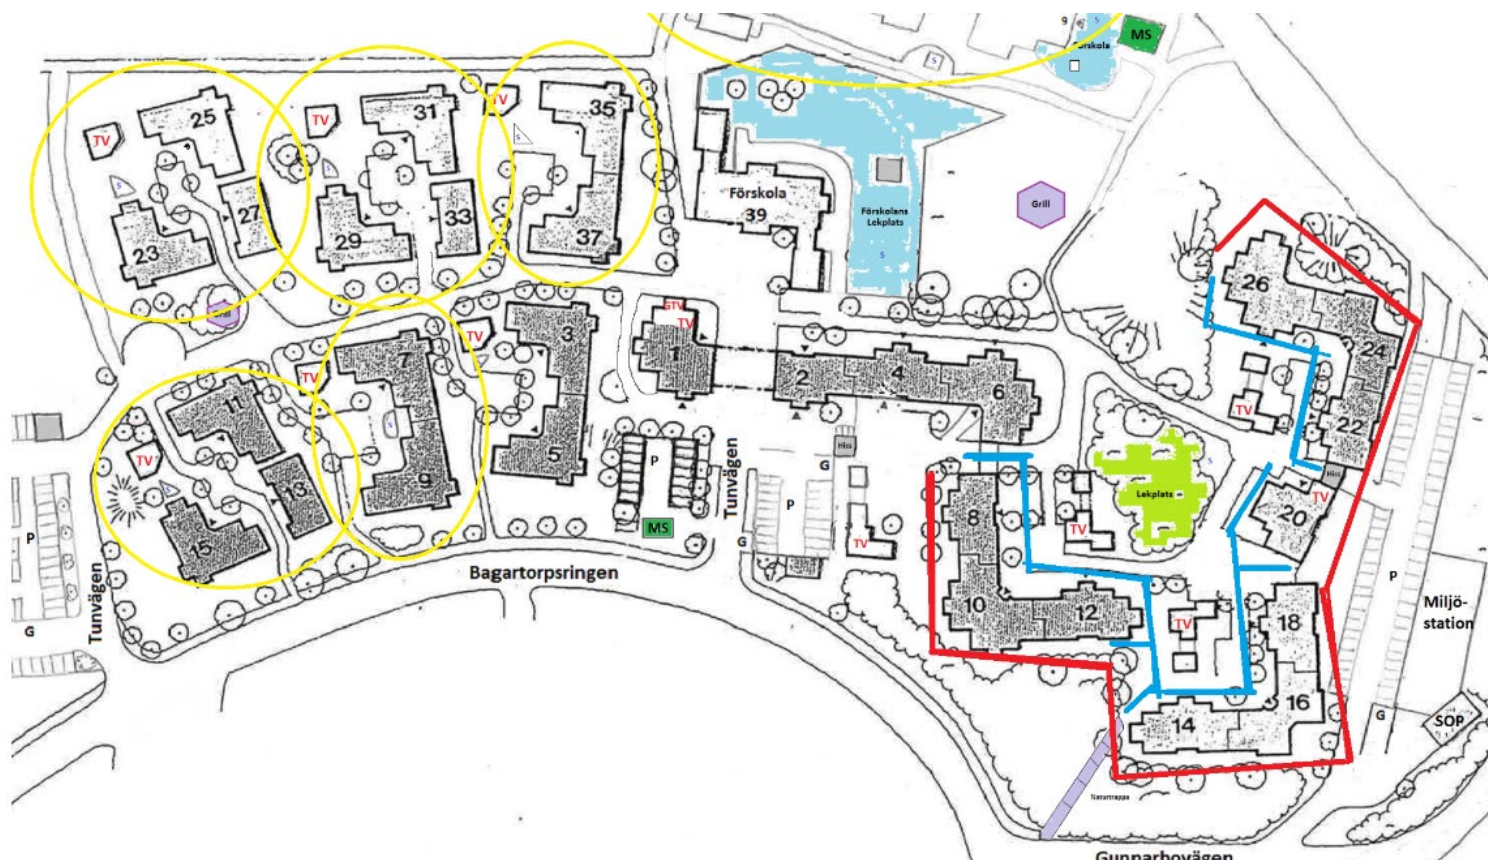 9
S
MS
Förskola
S
25
31
35
TV
TV
TV
S
S
S
27
33
29
23
37
Förskola
39
Förskolans
Lekplats
S
Grill
26
GTV
TV
1
3
7
TV
TV
TV
S
2
4
6
24
22
TV
11
9
5
13
15
TV
S
P
MS
Tunvägen
G
Hiss
P
TV
G
8
10
12
TV
Lekplats
S
Hiss
TV
20
18
TV
14
16
P
Miljö-
station
G
SOP
P
G
Tunvägen
Bagartorpsringen
Naturtrappa
Gunnarbovägen